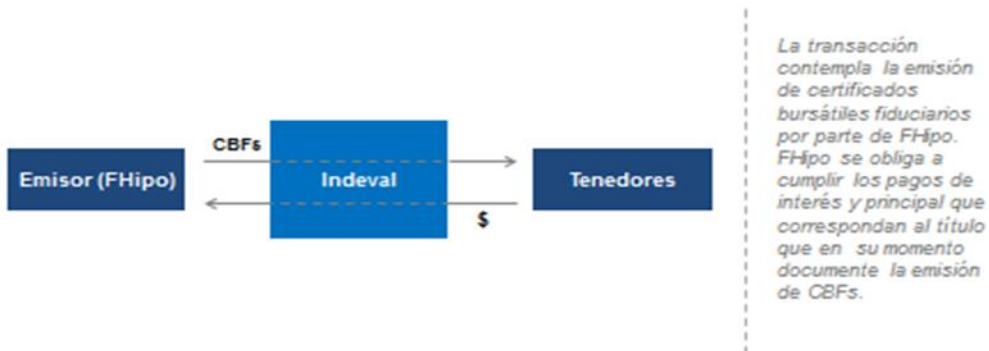 CBFs
Emisor (FHipo)
Indeval
Tenedores
$
La transacción
contempla la emisión
de certificados
bursátiles fiduciarios
por parte de FHipo.
FHipo se obliga a
cumplir los pagos de
interés y principal que
correspondan al título
que en su momento
documente la emisión
de CBFs.